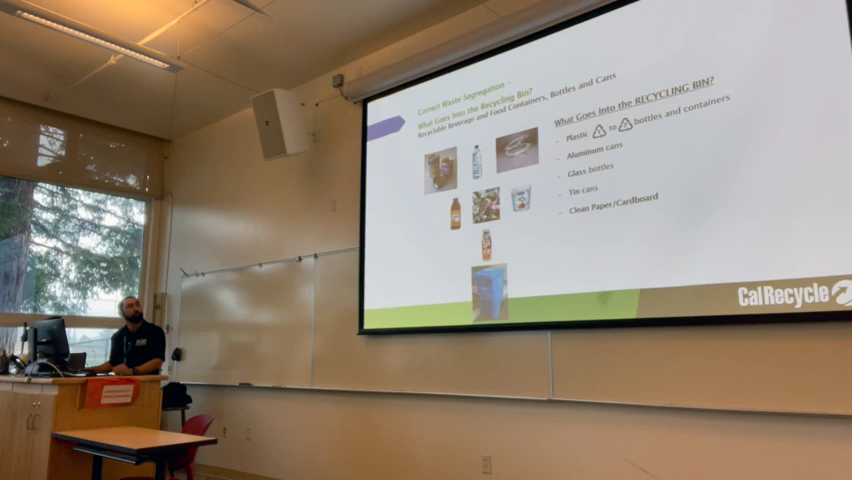 Correct Waste Segregation -
What Goes Into the Recycling Bin?
Recyclable Beverage and Food Containers, Bottles and Cans
What Goes Into the RECYCLING BIN?
- Plastic 1 to 7 bottles and containers
- Aluminum cans
- Glass bottles
- Tin cans
- Clean Paper/Cardboard
CalRecycle